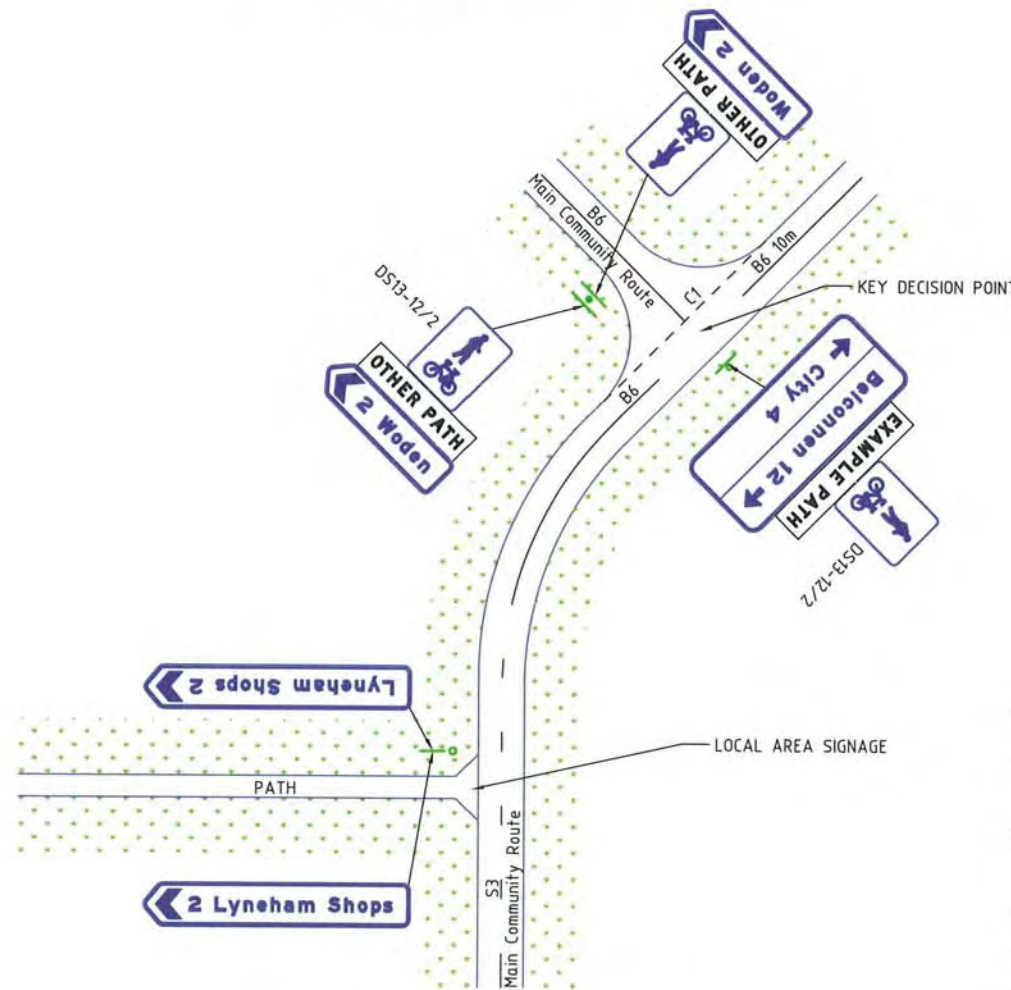 Woden 2
OTHER PATH
Main Community Route
B6
B6 10m
C1
KEY DECISION POINT
DS13-12/2
OTHER PATH
2 Woden
B6
City 4
Belconnen 12
EXAMPLE PATH
DS13-12/2
Lyneham Shops 2
LOCAL AREA SIGNAGE
PATH
2 Lyneham Shops
S3
Main Community Route